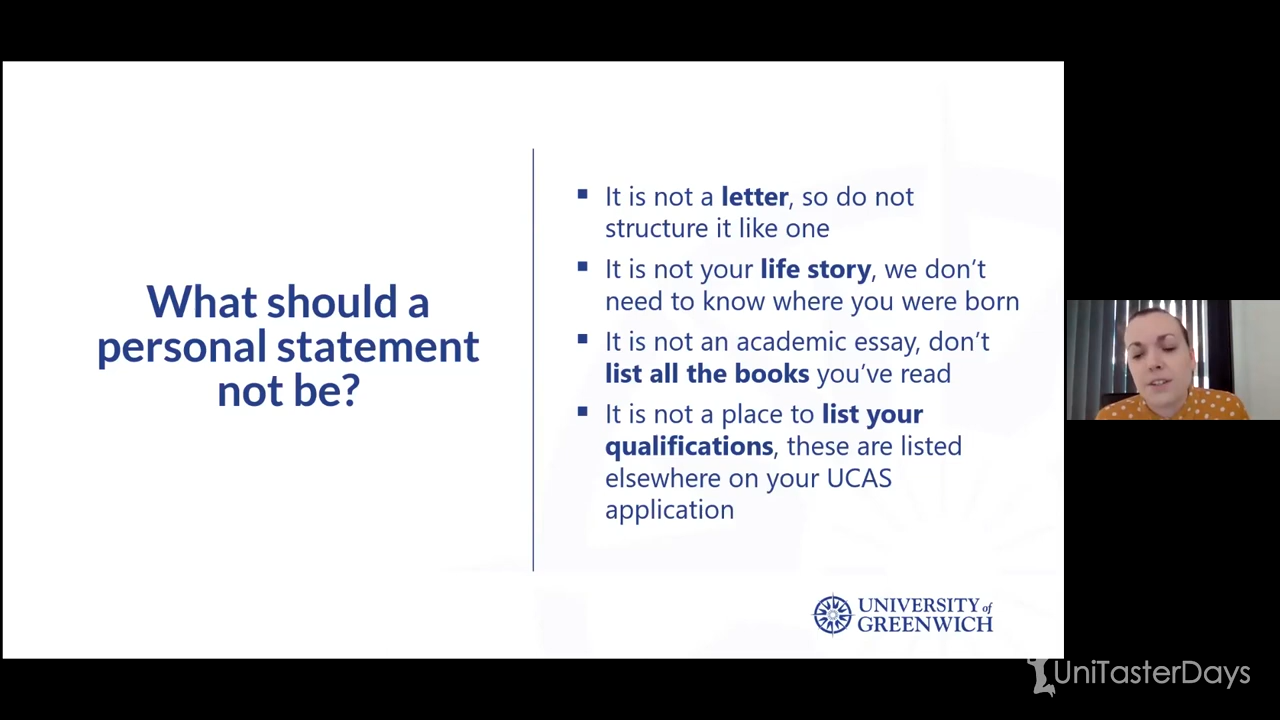 What should a
personal statement
not be?
▪ It is not a letter, so do not
structure it like one
▪ It is not your life story, we don’t
need to know where you were born
▪ It is not an academic essay, don’t
list all the books you’ve read
▪ It is not a place to list your
qualifications, these are listed
elsewhere on your UCAS
application
UNIVERSITY of
GREENWICH
UniTasterDays